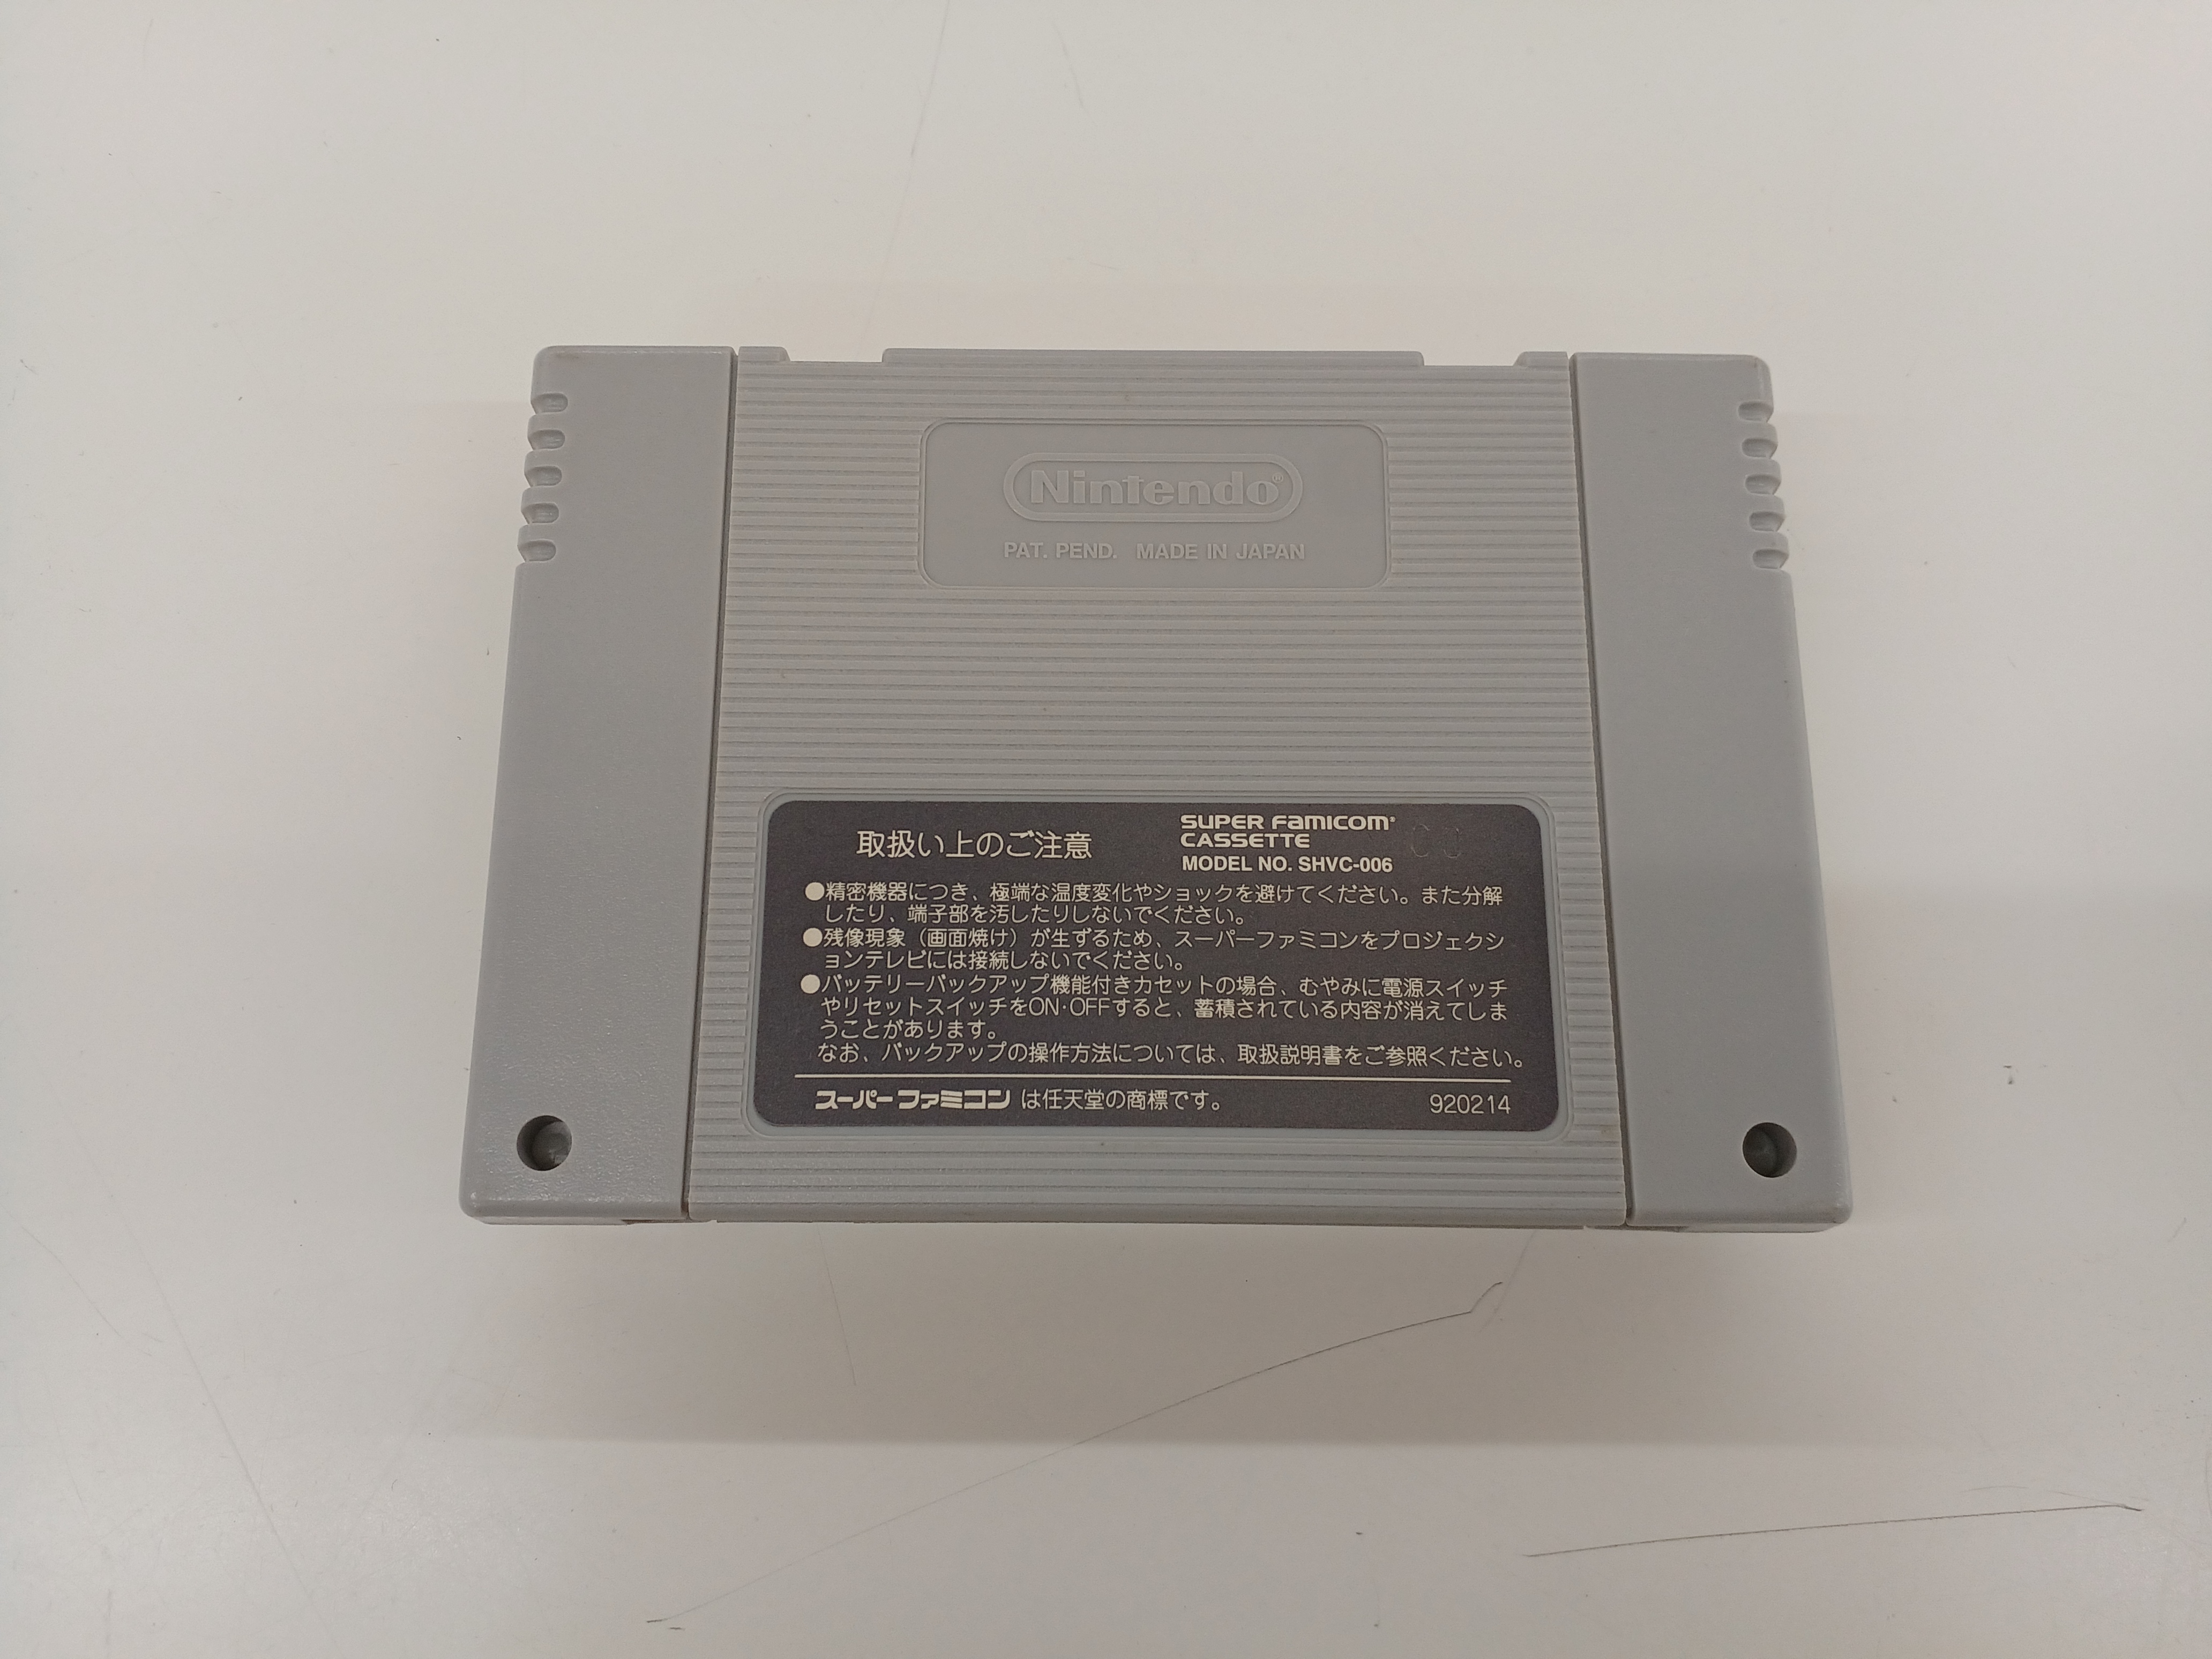 Nintendo®
PAT. PEND. MADE IN JAPAN
取扱い上のご注意
SUPER FAMICOM®
CASSETTE
MODEL NO. SHVC-006
●精密機器につき、極端な温度変化やショックを避けてください。また分解
したり、端子部を汚したりしないでください。
●残像現象（画面焼け）が生ずるため、スーパーファミコンをプロジェクシ
ョンテレビには接続しないでください。
●バッテリーバックアップ機能付きカセットの場合、むやみに電源スイッチ
やリセットスイッチをON·OFFすると、蓄積されている内容が消えてしま
うことがあります。
なお、バックアップの操作方法については、取扱説明書をご参照ください。
スーパーファミコン は任天堂の商標です。
920214